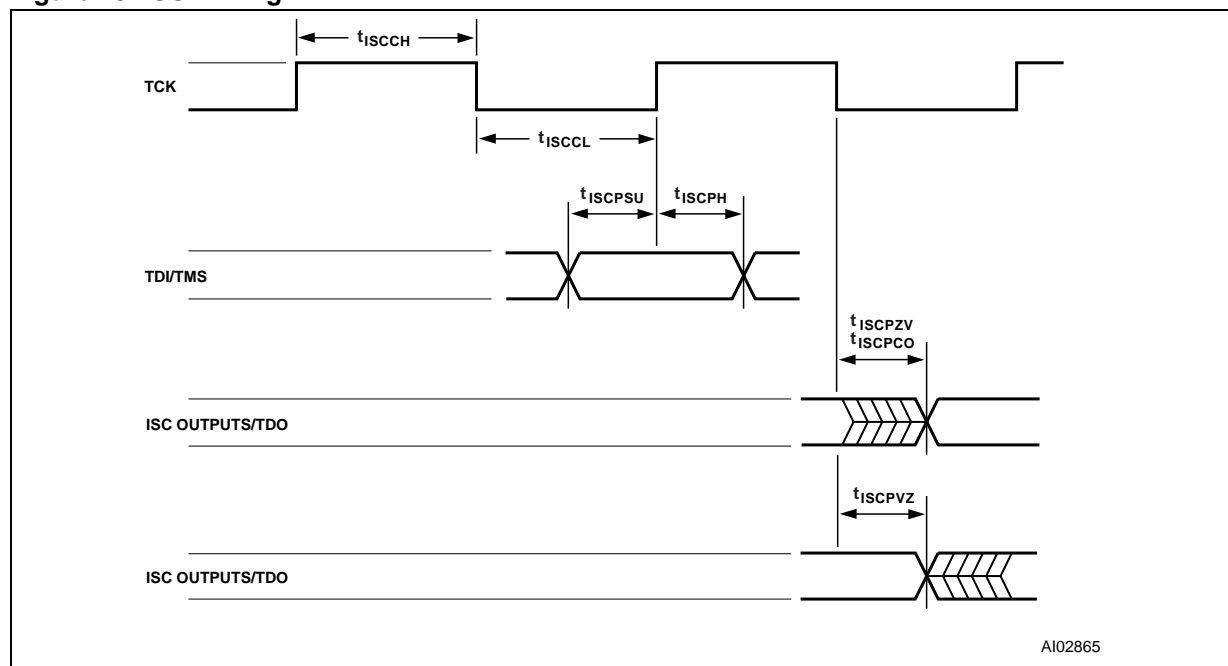 tISCCH
TCK
tISCCL
tISCPSU
tISCPH
TDI/TMS
tISCPZV
tISCPCO
ISC OUTPUTS/TDO
tISCPVZ
ISC OUTPUTS/TDO
AI02865